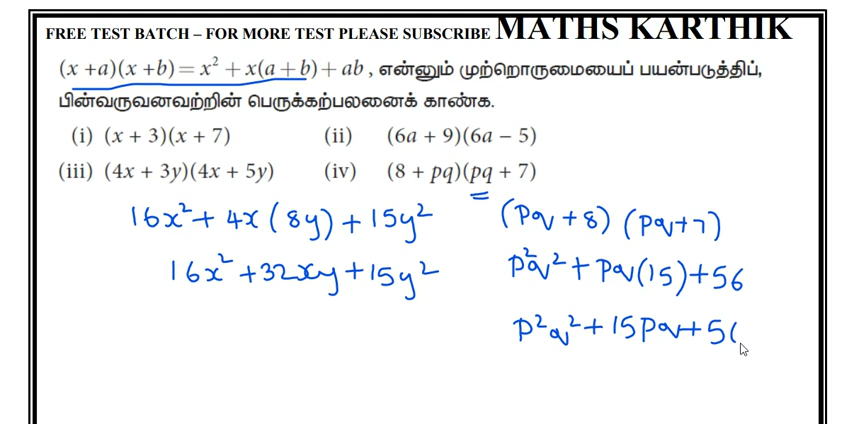 FREE TEST BATCH – FOR MORE TEST PLEASE SUBSCRIBE MATHS KARTHIK
(x +a)(x +b) = x² + x(a + b) + ab , என்னும் முற்றொருமையைப் பயன்படுத்திப்,
பின்வருவனவற்றின் பெருக்கற்பலனைக் காண்க.
(i) (x + 3)(x + 7) (ii) (6a + 9)(6a − 5)
(iii) (4x + 3y)(4x + 5y) (iv) (8 + pq)(pq + 7)
16x² + 4x (8y) + 15y² = (pq + 8) (pq + 7)
16x² + 32xy + 15y² p²q² + pq (15) + 56
p²q² + 15pq + 5(